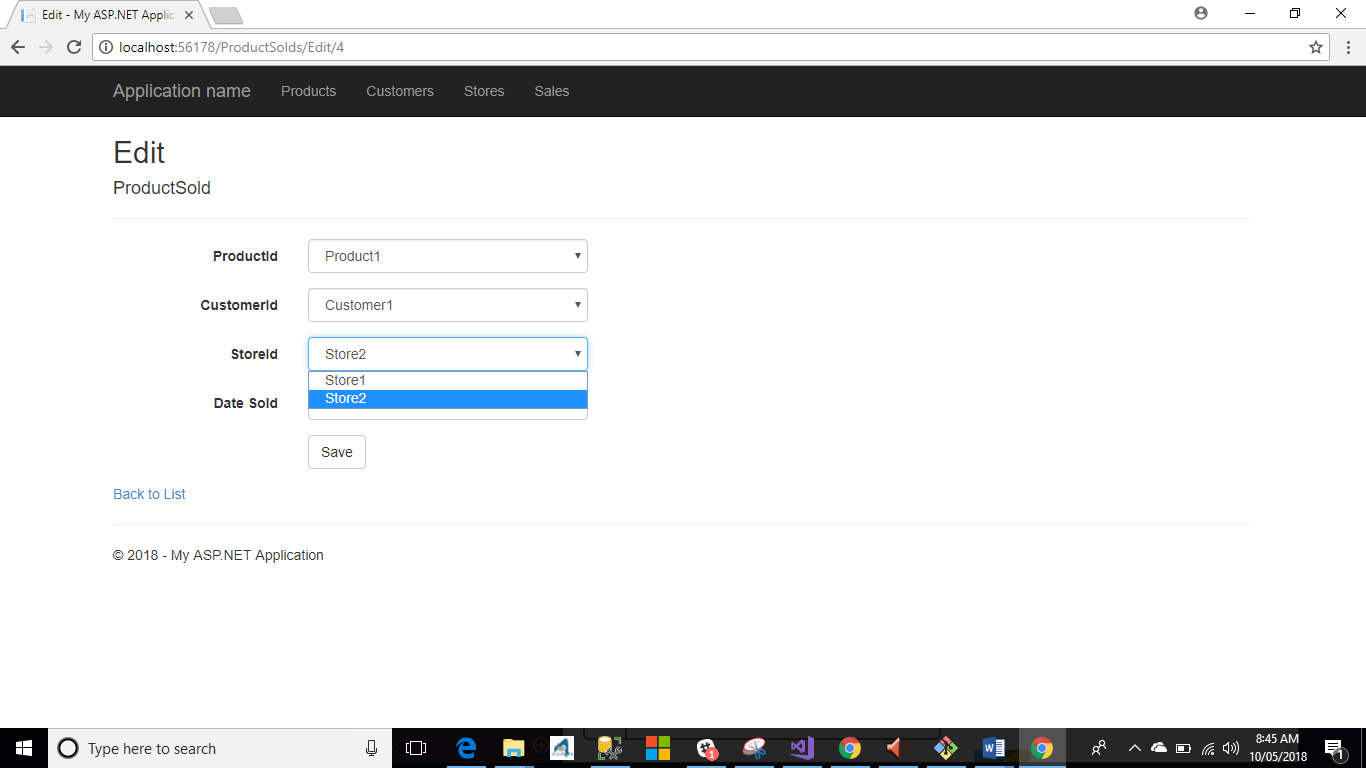 Edit - My ASP.NET Applic
localhost:56178/ProductSolds/Edit/4
Application name Products Customers Stores Sales
Edit
ProductSold
ProductId Product1
CustomerId Customer1
StoreId Store2
Store1
Store2
Date Sold
Save
Back to List
© 2018 - My ASP.NET Application
Type here to search
8:45 AM
10/05/2018
1
1